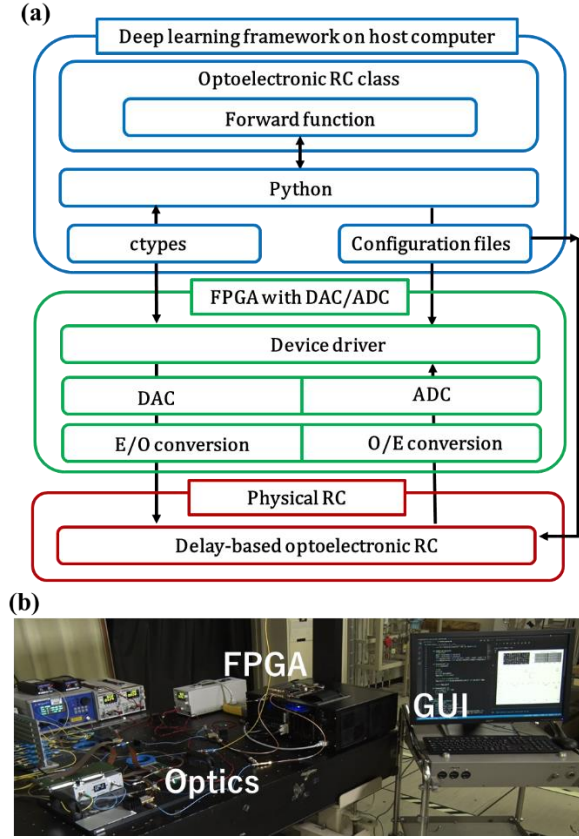 (a)
Deep learning framework on host computer
Optoelectronic RC class
Forward function
Python
ctypes
Configuration files
FPGA with DAC/ADC
Device driver
DAC
ADC
E/O conversion
O/E conversion
Physical RC
Delay-based optoelectronic RC
(b)
FPGA
GUI
Optics